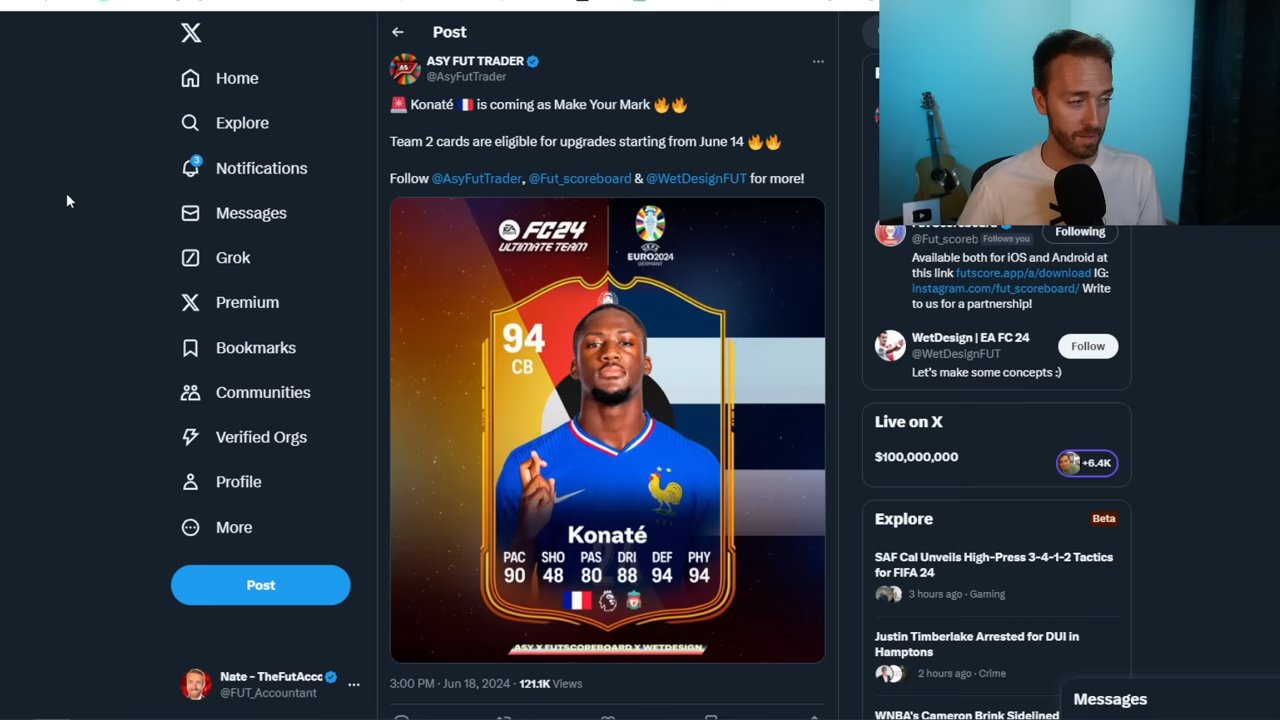 Home
Explore
3
Notifications
Messages
Grok
Premium
Bookmarks
Communities
Verified Orgs
Profile
More
Post
Nate - TheFutAccc
@FUT_Accountant
Post
ASY FUT TRADER
@AsyFutTrader
🚨 Konaté 🇫🇷 is coming as Make Your Mark 🔥🔥
Team 2 cards are eligible for upgrades starting from June 14 🔥🔥
Follow @AsyFutTrader, @Fut_scoreboard & @WetDesignFUT for more!
EA SPORTS FC24
ULTIMATE TEAM
UEFA
EURO2024
GERMANY
94
CB
Konaté
PAC SHO PAS DRI DEF PHY
90 48 80 88 94 94
ASY X FUTSCOREBOARD X WETDESIGN
3:00 PM · Jun 18, 2024 · 121.1K Views
@Fut_scoreb Follows you
Following
Available both for iOS and Android at
this link futscore.app/a/download IG:
Instagram.com/fut_scoreboard/ Write
to us for a partnership!
WetDesign | EA FC 24
@WetDesignFUT
Follow
Let's make some concepts :)
Live on X
$100,000,000
+6.4K
Explore
Beta
SAF Cal Unveils High-Press 3-4-1-2 Tactics
for FIFA 24
3 hours ago · Gaming
Justin Timberlake Arrested for DUI in
Hamptons
2 hours ago · Crime
WNBA's Cameron Brink Sidelined
Messages